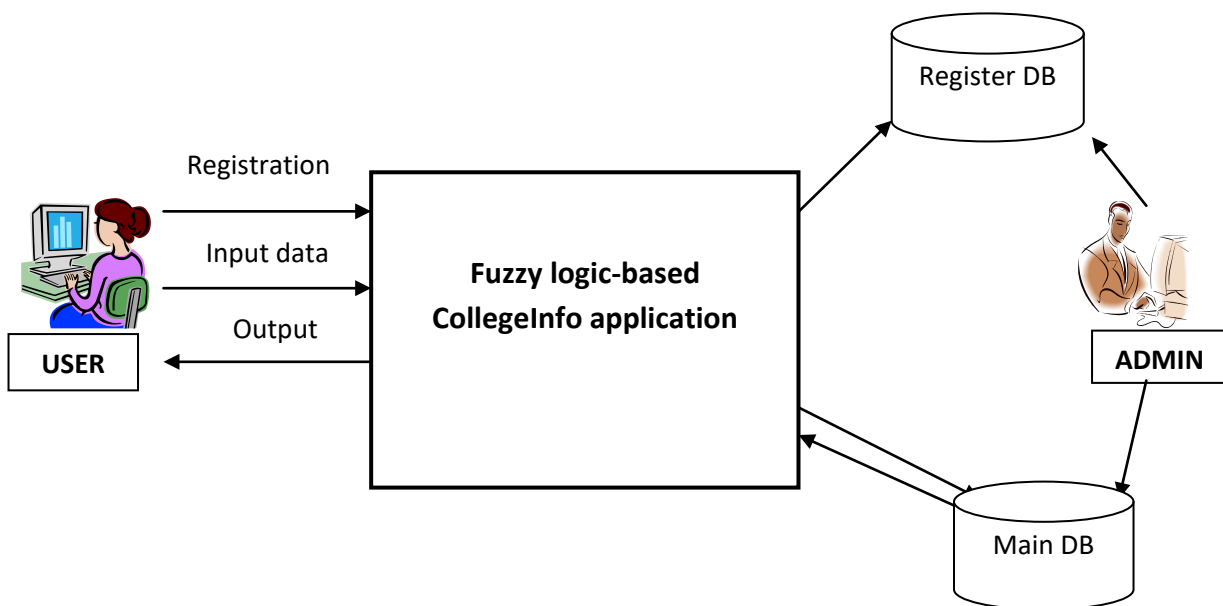 Register DB
Registration
Input data
Output
USER
Fuzzy logic-based
CollegeInfo application
ADMIN
Main DB